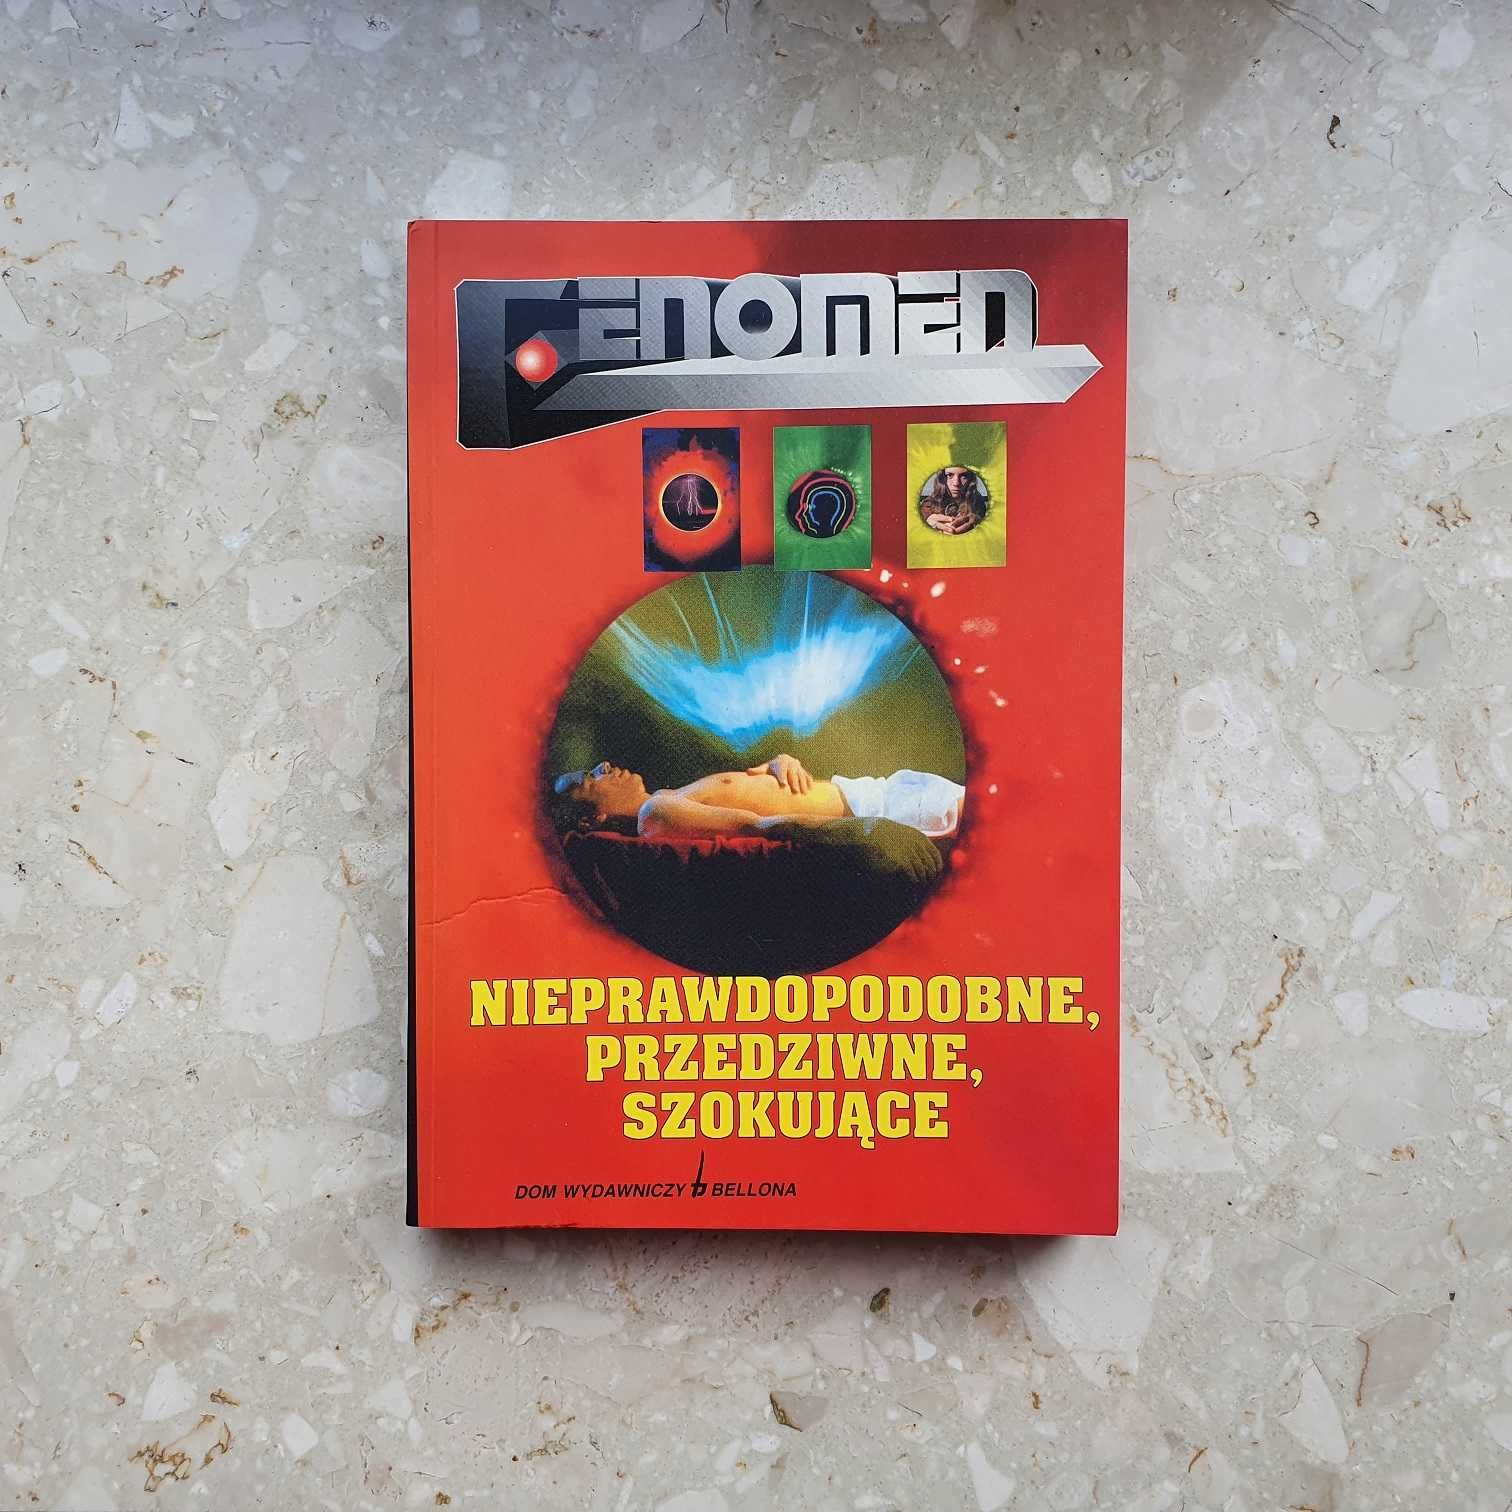 FENOMEN
NIEPRAWDOPODOBNE,
PRZEDZIWNE,
SZOKUJĄCE
DOM WYDAWNICZY b BELLONA